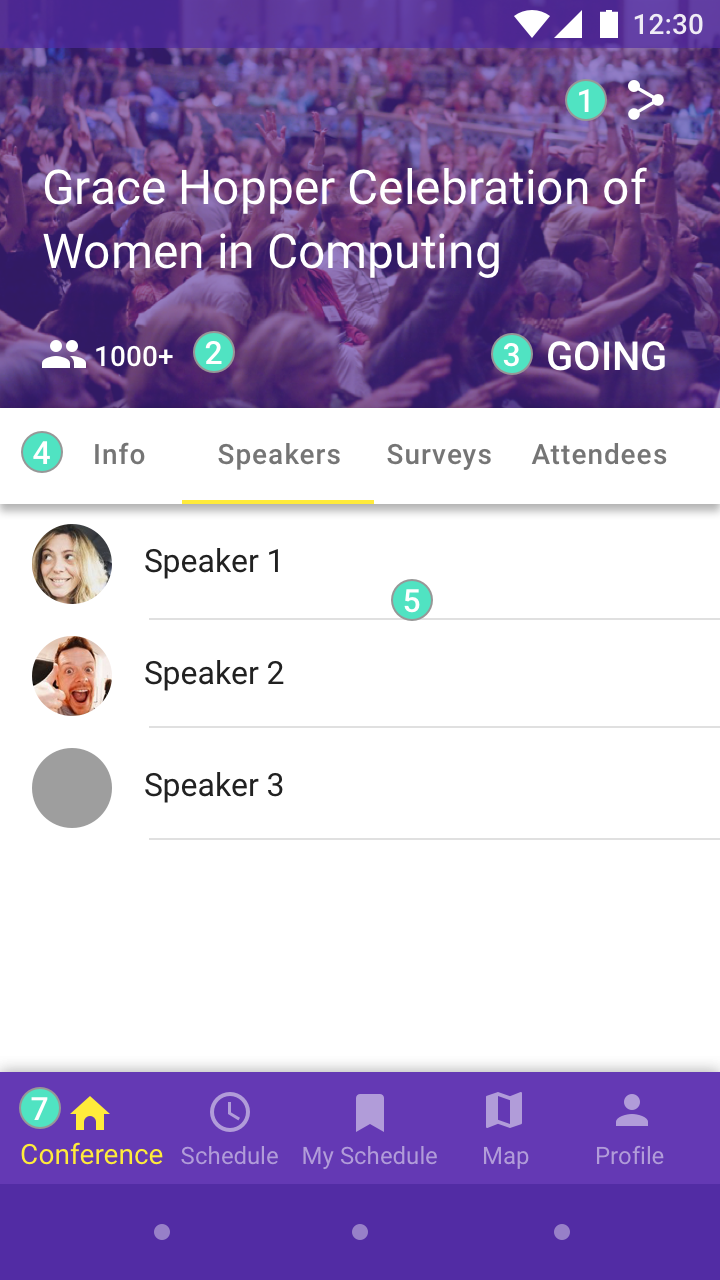 12:30
1
Grace Hopper Celebration of
Women in Computing
1000+ 2 3 GOING
4 Info Speakers Surveys Attendees
Speaker 1
5
Speaker 2
Speaker 3
7
Conference Schedule My Schedule Map Profile